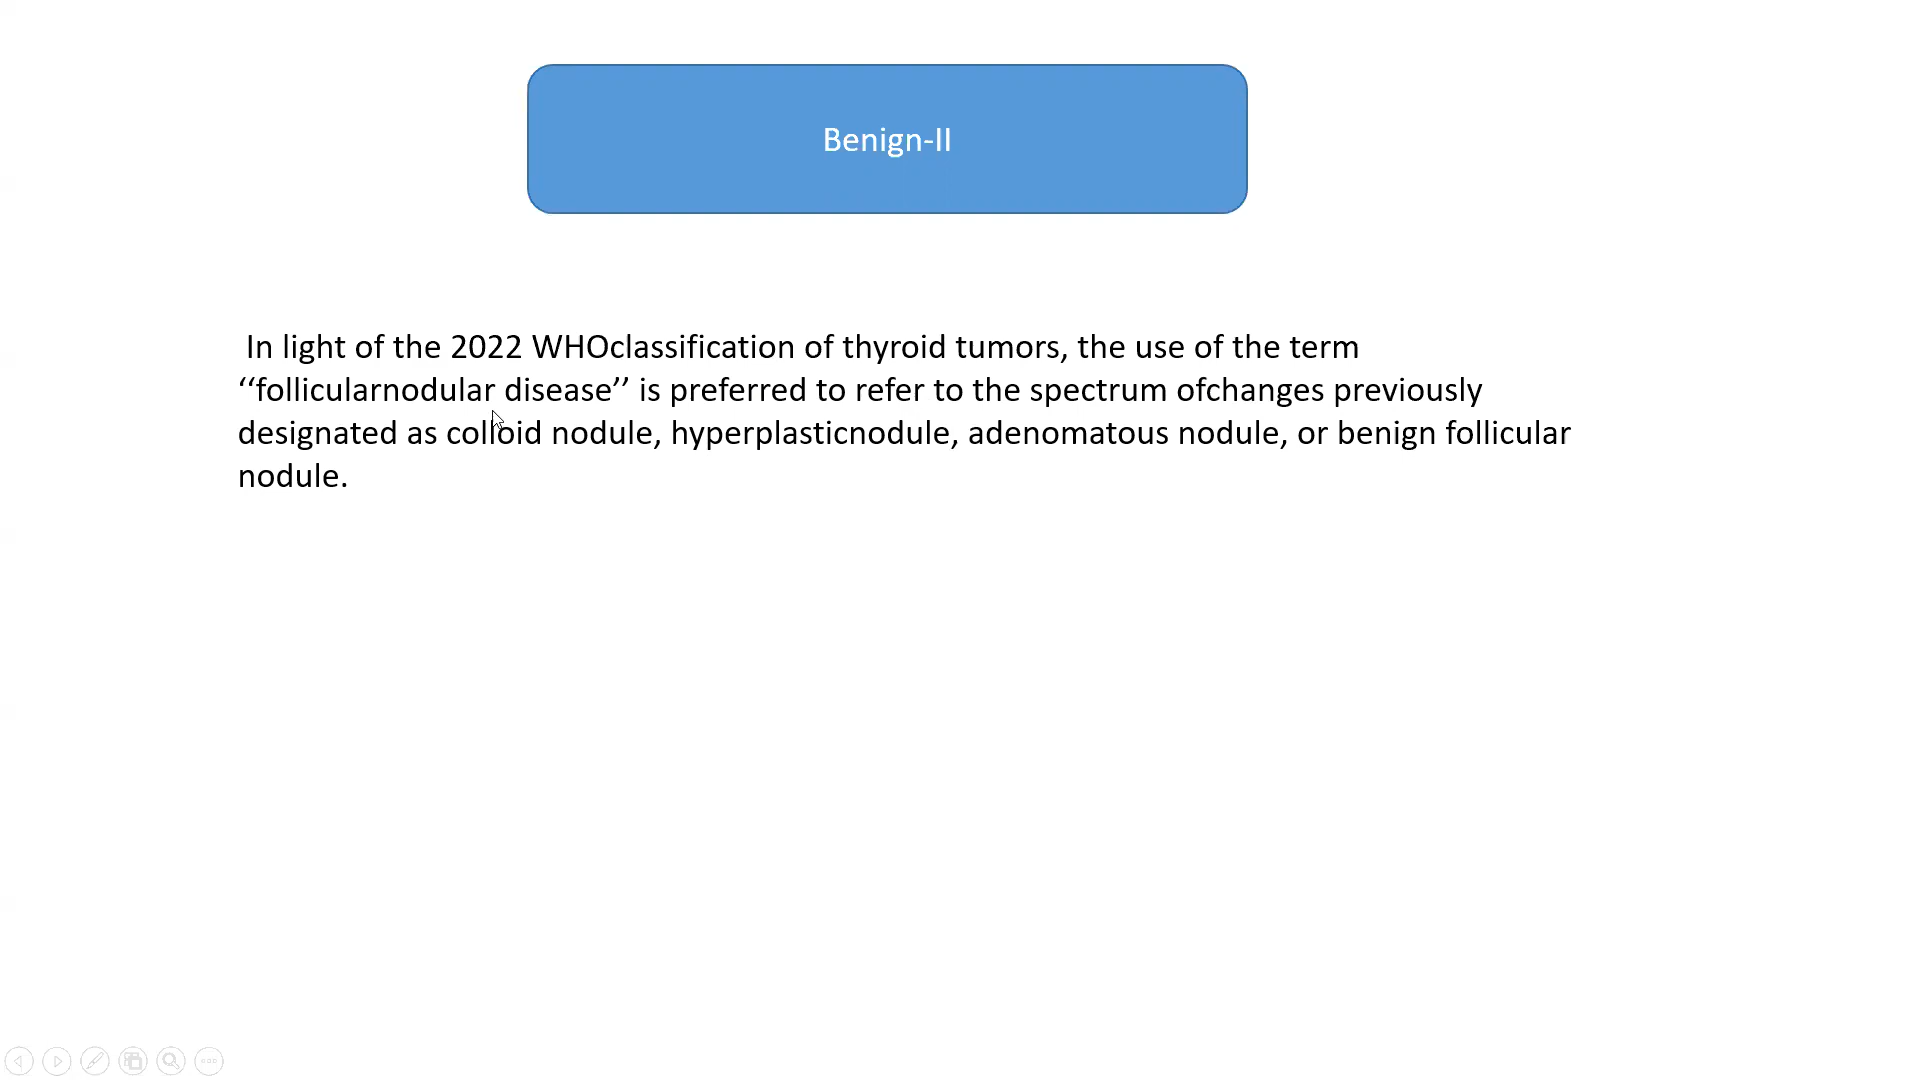 Benign-II
In light of the 2022 WHOclassification of thyroid tumors, the use of the term
‘‘follicularnodular disease’’ is preferred to refer to the spectrum ofchanges previously
designated as colloid nodule, hyperplasticnodule, adenomatous nodule, or benign follicular
nodule.